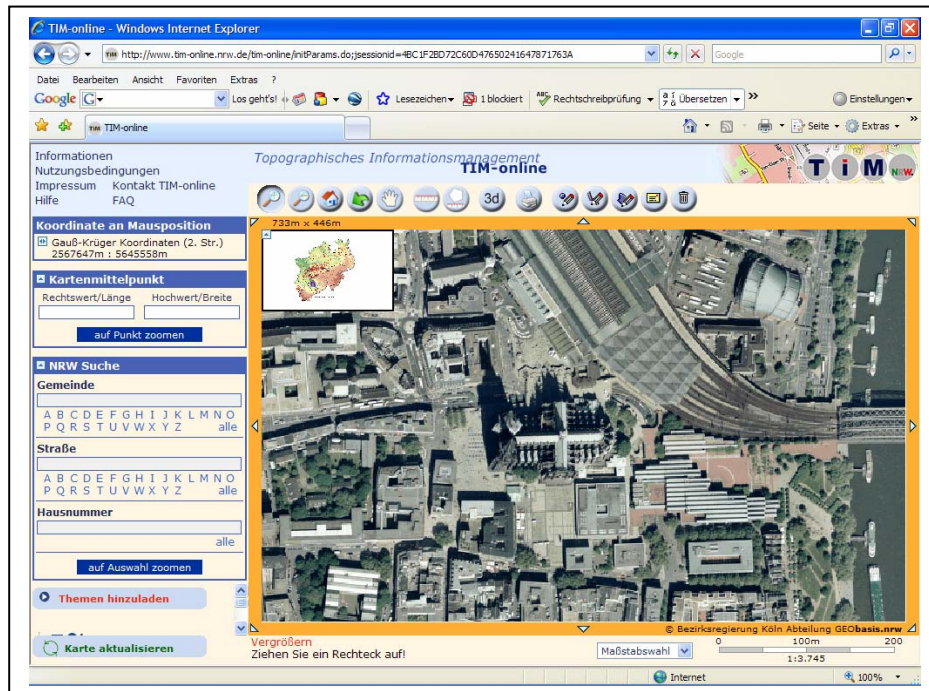 TIM-online - Windows Internet Explorer
http://www.tim-online.nrw.de/tim-online/initParams.do;jsessionid=4BC1F2BD72C60D47650241647871763A
Google
Datei Bearbeiten Ansicht Favoriten Extras ?
Google G Los geht's! Lesezeichen 1 blockiert ABC Rechtschreibprüfung Übersetzen » Einstellungen
TIM TIM-online Seite Extras »
Informationen
Nutzungsbedingungen
Impressum Kontakt TIM-online
Hilfe FAQ
Topographisches Informationsmanagement
TIM-online
TiM NRW.
3d
Koordinate an Mausposition
Gauß-Krüger Koordinaten (2. Str.)
2567647m : 5645558m
Kartenmittelpunkt
Rechtswert/Länge Hochwert/Breite
auf Punkt zoomen
NRW Suche
Gemeinde
A B C D E F G H I J K L M N O
P Q R S T U V W X Y Z alle
Straße
A B C D E F G H I J K L M N O
P Q R S T U V W X Y Z alle
Hausnummer
alle
auf Auswahl zoomen
Themen hinzuladen
Karte aktualisieren
733m x 446m
© Bezirksregierung Köln Abteilung GEObasis.nrw
Vergrößern
Ziehen Sie ein Rechteck auf!
Maßstabswahl
0 100m 200
1:3.745
Internet
100%